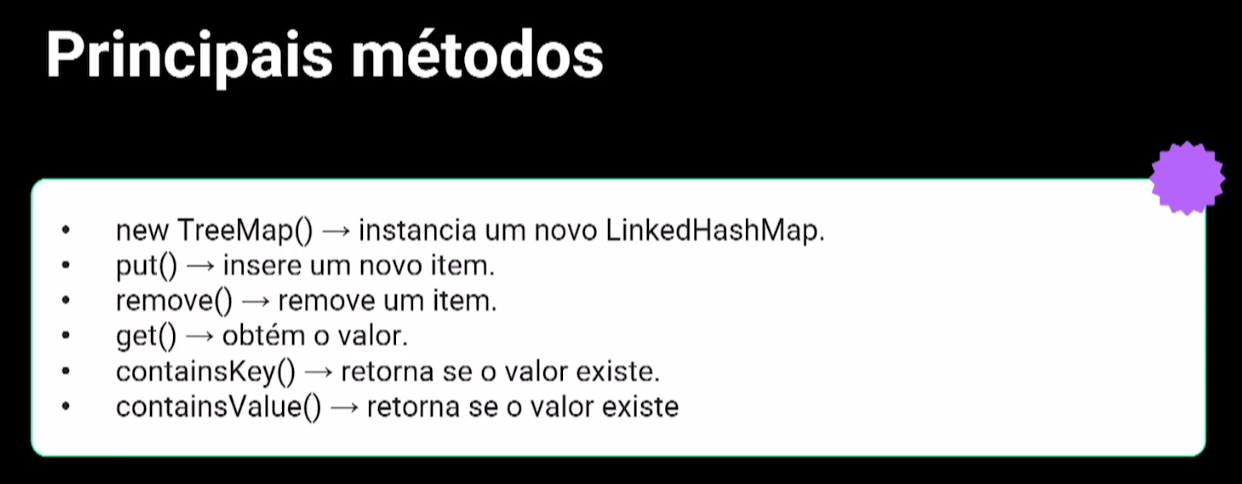 Principais métodos
• new TreeMap() → instancia um novo LinkedHashMap.
• put() → insere um novo item.
• remove() → remove um item.
• get() → obtém o valor.
• containsKey() → retorna se o valor existe.
• containsValue() → retorna se o valor existe